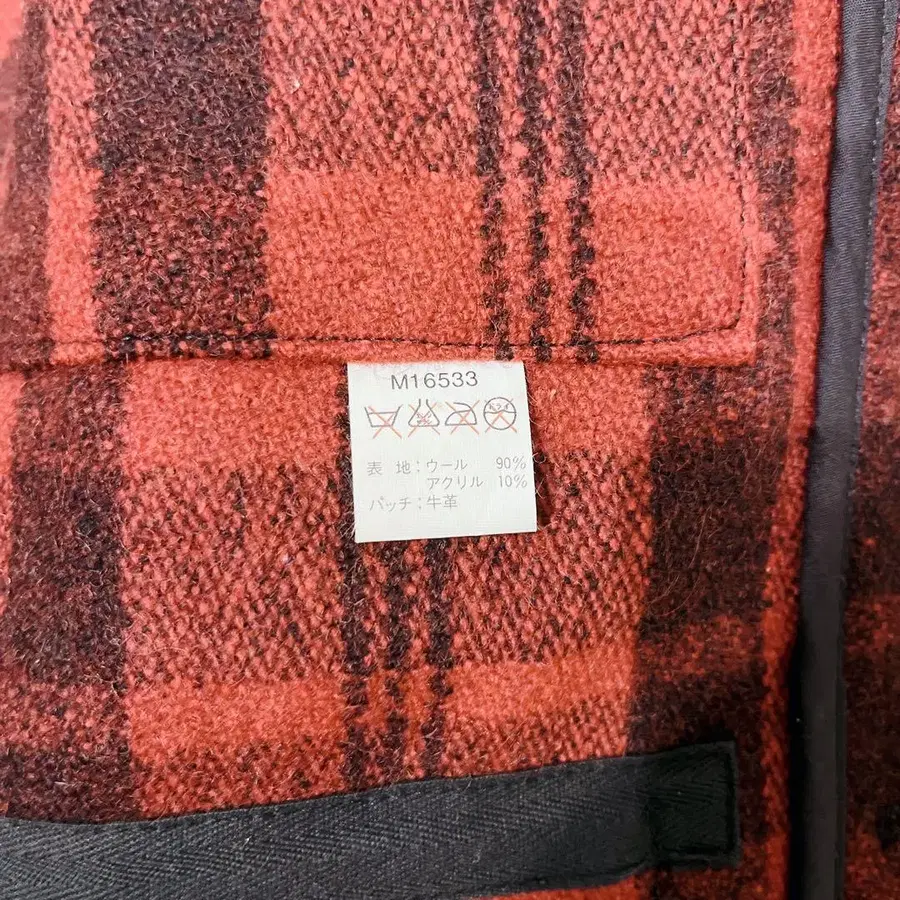 M16533
表 地：ウール 90%
アクリル 10%
パッチ：牛革